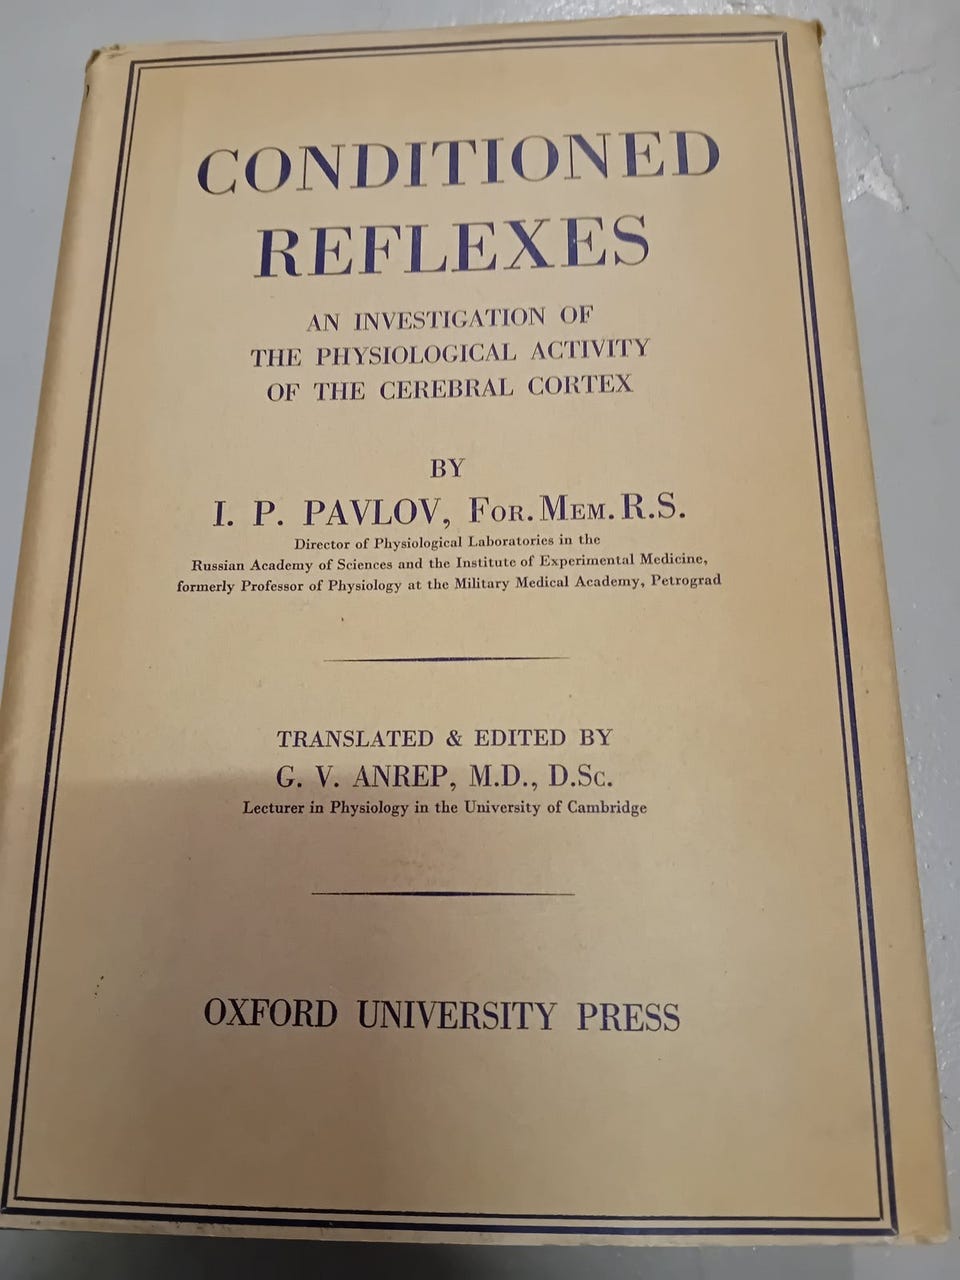 CONDITIONED
REFLEXES
AN INVESTIGATION OF
THE PHYSIOLOGICAL ACTIVITY
OF THE CEREBRAL CORTEX
BY
I. P. PAVLOV, FOR. MEM. R.S.
Director of Physiological Laboratories in the
Russian Academy of Sciences and the Institute of Experimental Medicine,
formerly Professor of Physiology at the Military Medical Academy, Petrograd
TRANSLATED & EDITED BY
G. V. ANREP, M.D., D.Sc.
Lecturer in Physiology in the University of Cambridge
OXFORD UNIVERSITY PRESS